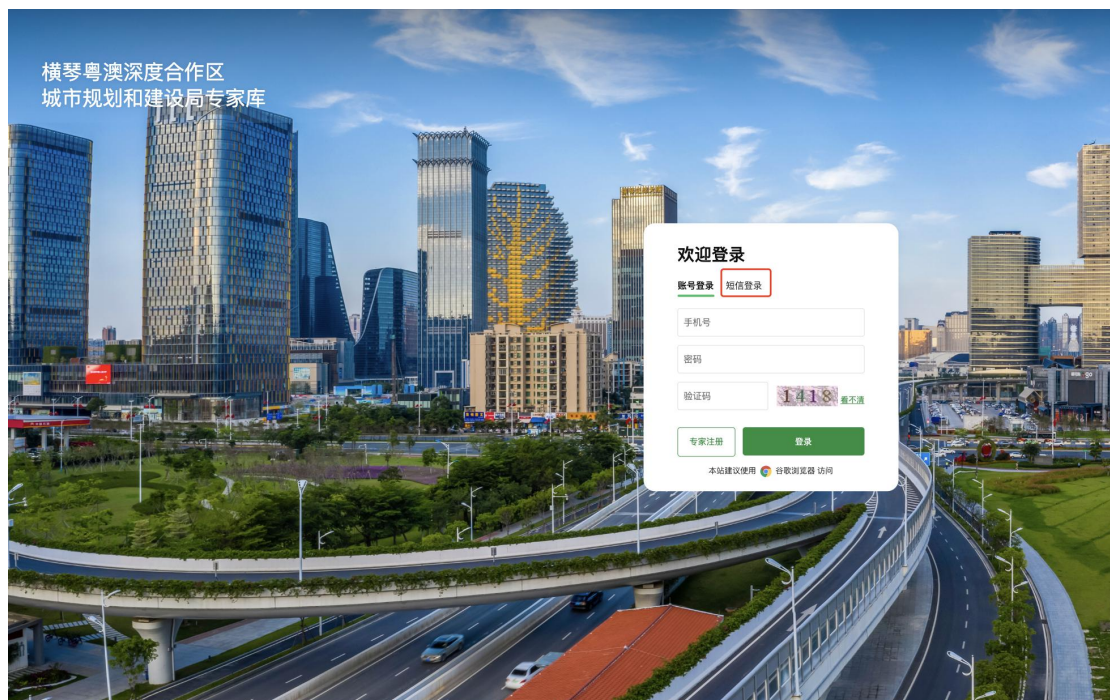 横琴粤澳深度合作区
城市规划和建设局专家库
欢迎登录
账号登录 短信登录
手机号
密码
验证码 1418 看不清
专家注册 登录
本站建议使用 谷歌浏览器 访问